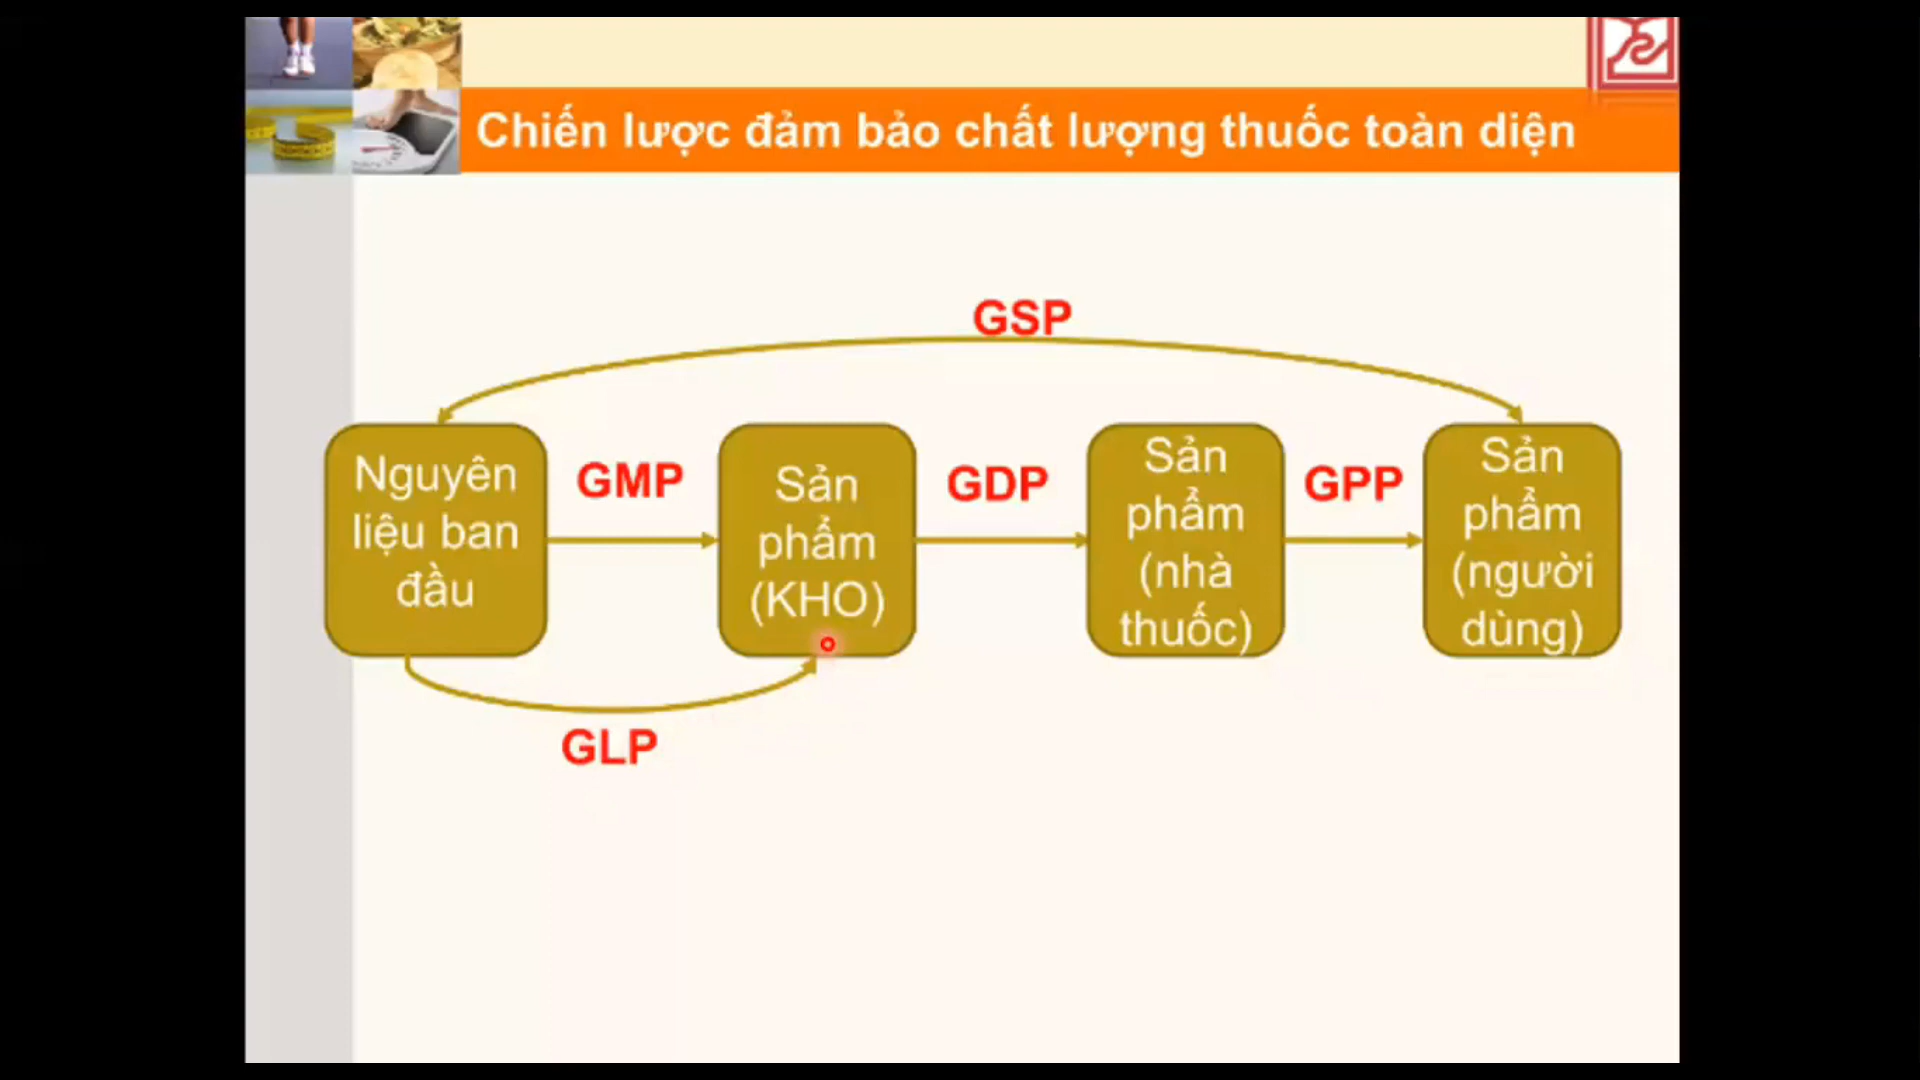 Chiến lược đảm bảo chất lượng thuốc toàn diện
GSP
Nguyên
liệu ban
đầu
GMP
Sản
phẩm
(KHO)
GDP
Sản
phẩm
(nhà
thuốc)
GPP
Sản
phẩm
(người
dùng)
GLP